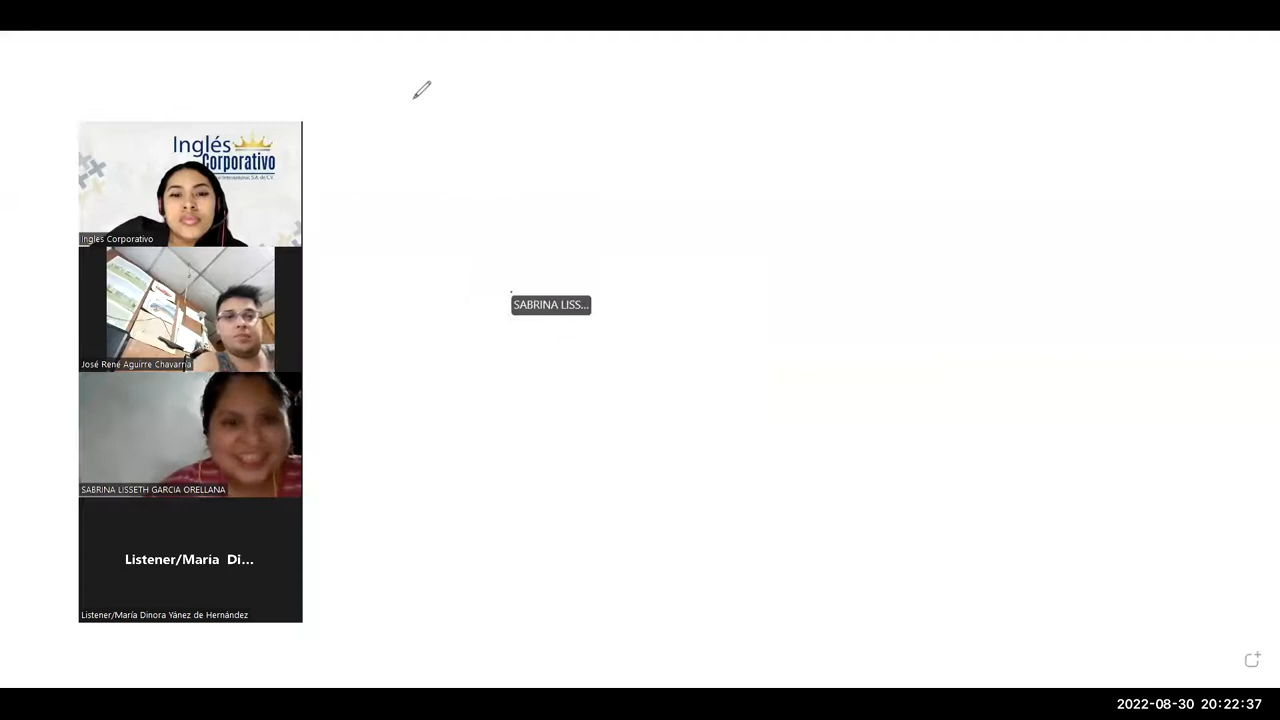 Inglés
Corporativo
Ingles Corporativo
José René Aguirre Chavarría
SABRINA LISSETH GARCIA ORELLANA
Listener/María Di...
Listener/María Dinora Yánez de Hernández
SABRINA LISS...
2022-08-30 20:22:37